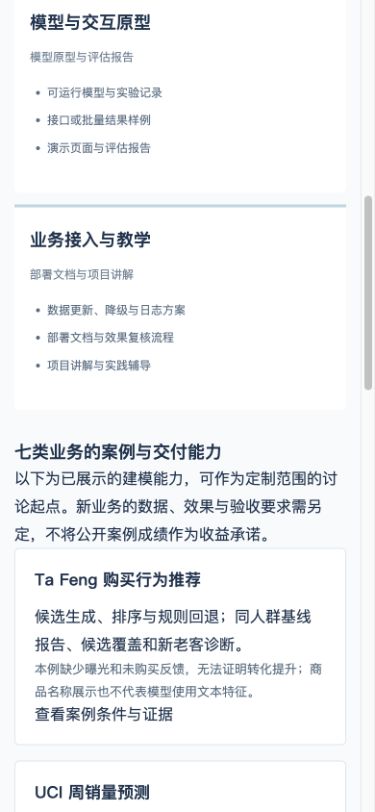 模型与交互原型
模型原型与评估报告
• 可运行模型与实验记录
• 接口或批量结果样例
• 演示页面与评估报告
业务接入与教学
部署文档与项目讲解
• 数据更新、降级与日志方案
• 部署文档与效果复核流程
• 项目讲解与实践辅导
七类业务的案例与交付能力
以下为已展示的建模能力，可作为定制范围的讨
论起点。新业务的数据、效果与验收要求需另
定，不将公开案例成绩作为收益承诺。
Ta Feng 购买行为推荐
候选生成、排序与规则回退；同人群基线
报告、候选覆盖和新老客诊断。
本例缺少曝光和未购买反馈，无法证明转化提升；商
品名称展示也不代表模型使用文本特征。
查看案例条件与证据
UCI 周销量预测